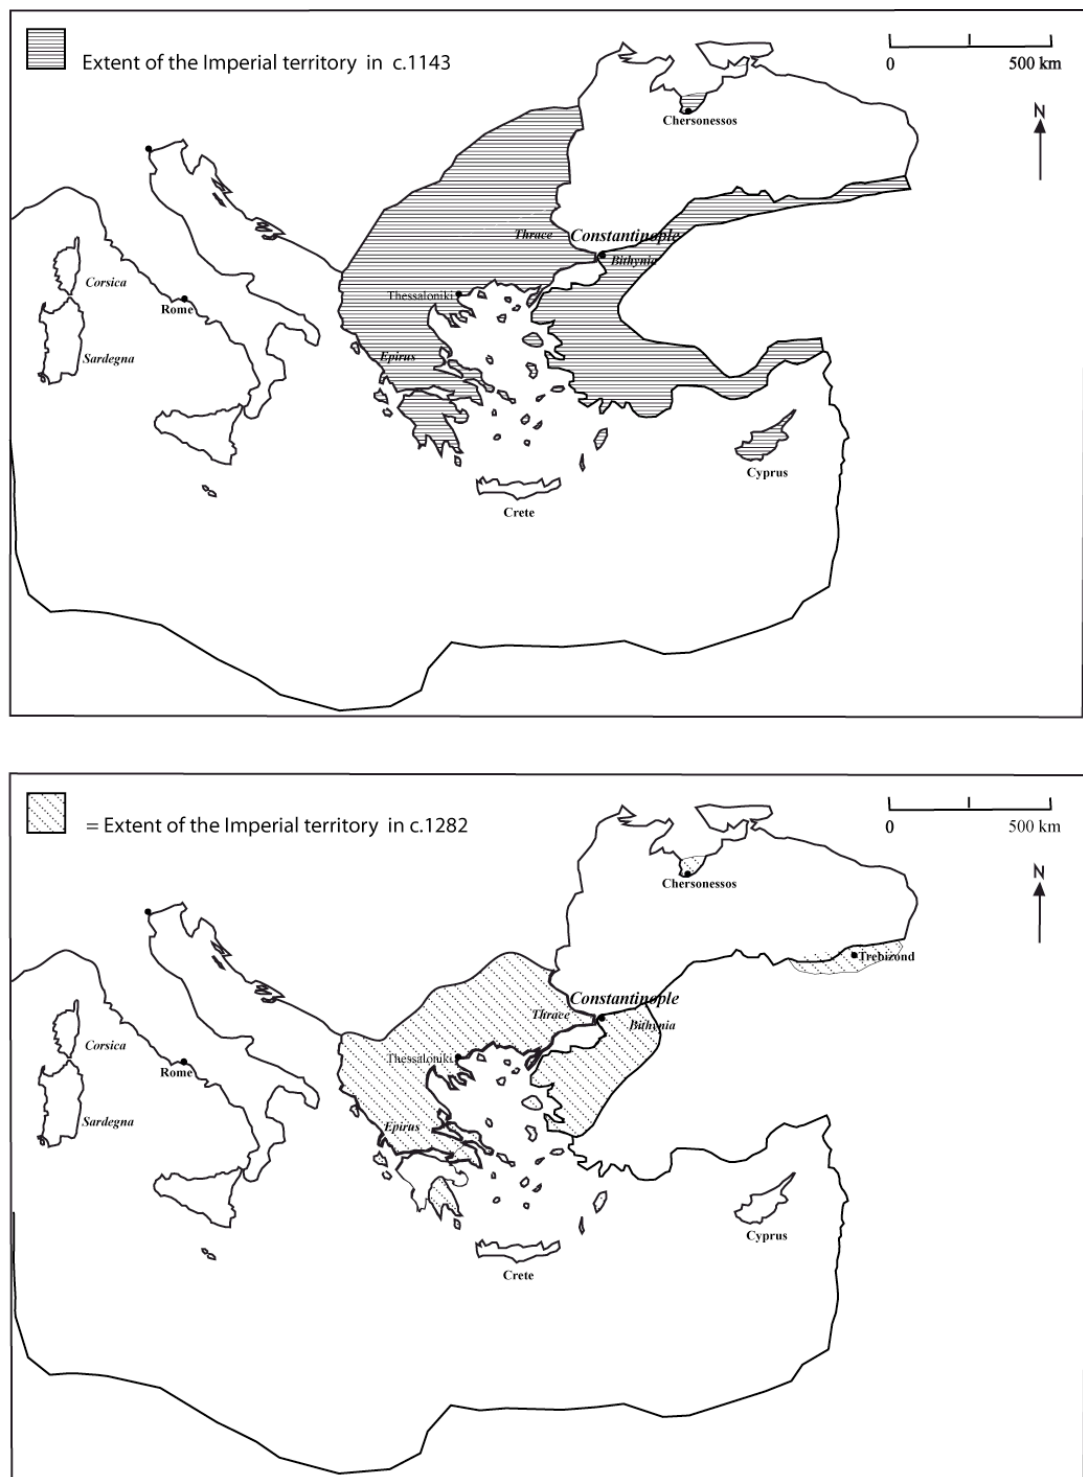 Extent of the Imperial territory in c.1143
0 500 km
N
Chersonessos
Thrace
Constantinople
Bithynia
Corsica
Thessaloniki
Rome
Sardegna
Epirus
Cyprus
Crete
= Extent of the Imperial territory in c.1282
0 500 km
N
Chersonessos
Trebizond
Constantinople
Thrace
Bithynia
Corsica
Thessaloniki
Rome
Sardegna
Epirus
Cyprus
Crete